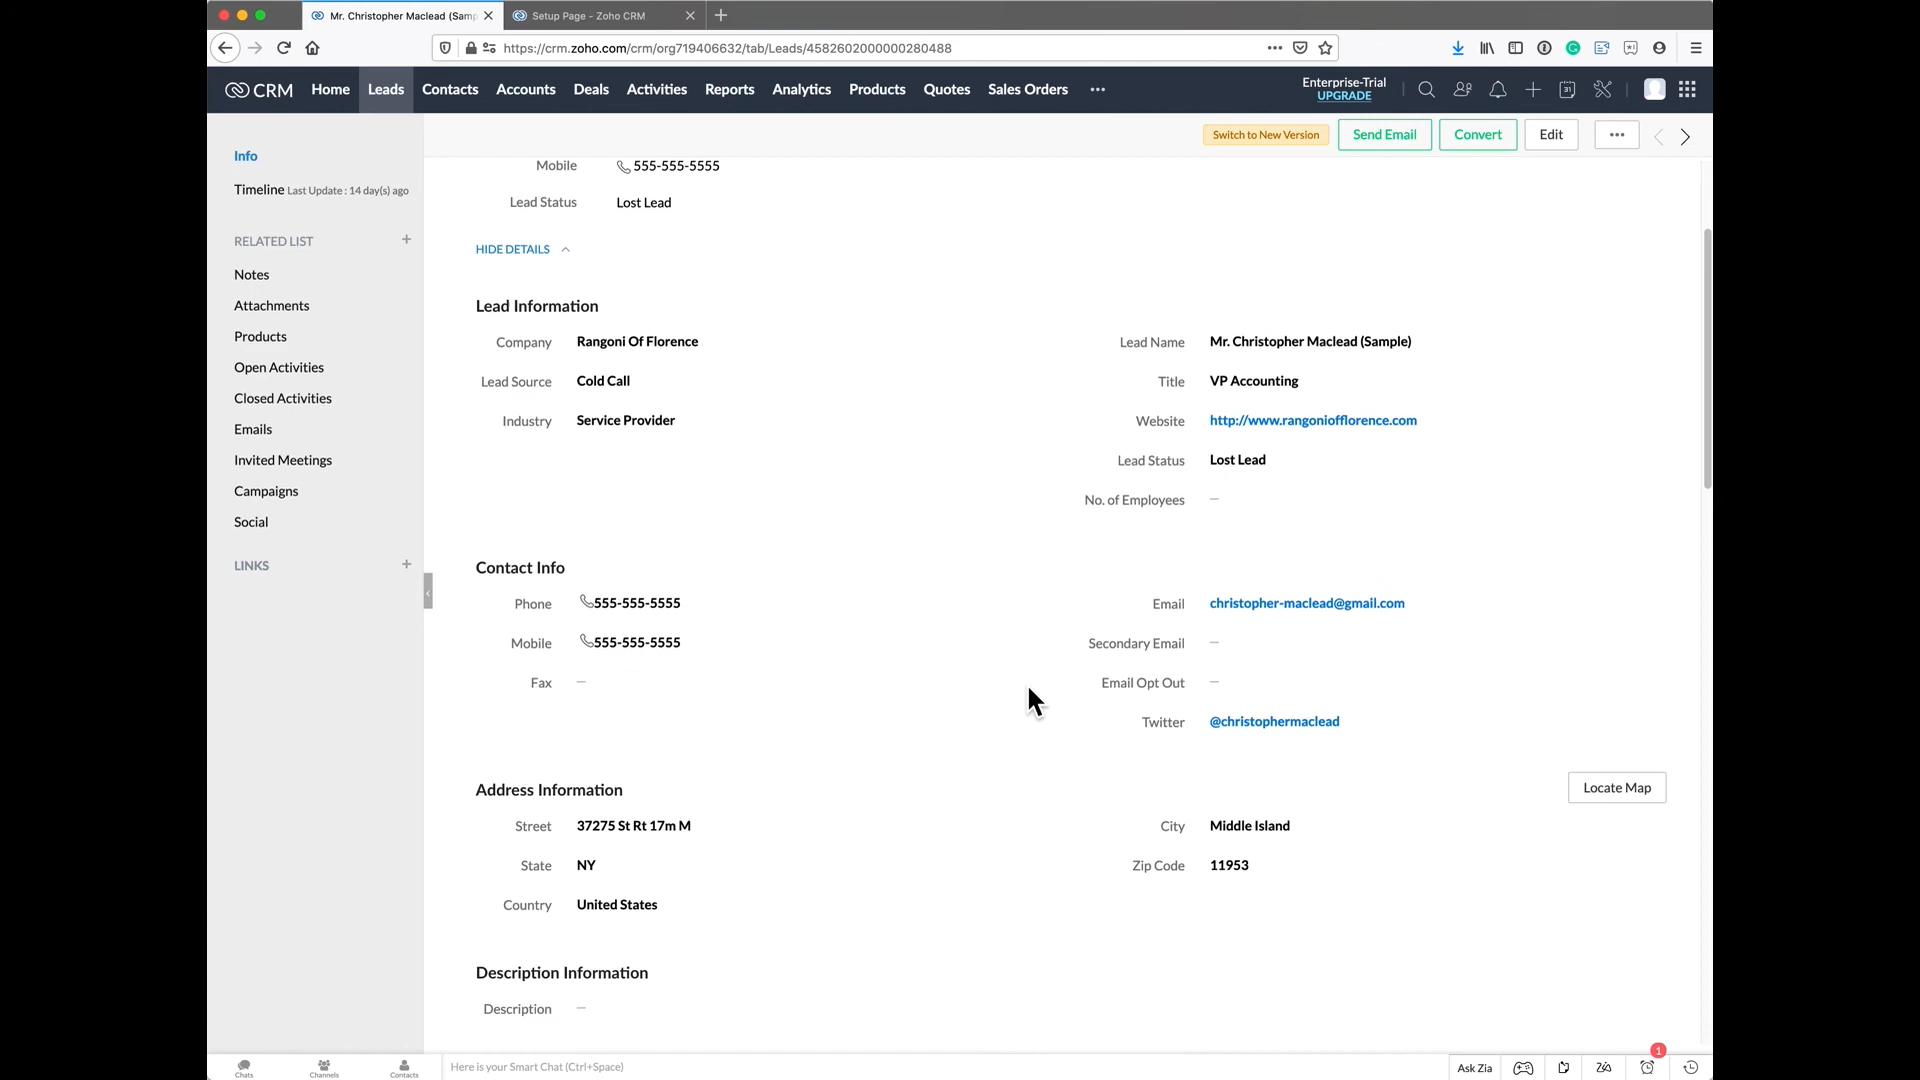 Mr. Christopher Maclead (Samp
Setup Page - Zoho CRM
https://crm.zoho.com/crm/org719406632/tab/Leads/4582602000000280488
CRM Home Leads Contacts Accounts Deals Activities Reports Analytics Products Quotes Sales Orders
Enterprise-Trial
UPGRADE
31
Switch to New Version Send Email Convert Edit
Info
Timeline Last Update : 14 day(s) ago
RELATED LIST
Notes
Attachments
Products
Open Activities
Closed Activities
Emails
Invited Meetings
Campaigns
Social
LINKS
Mobile 555-555-5555
Lead Status Lost Lead
HIDE DETAILS
Lead Information
Company Rangoni Of Florence
Lead Name Mr. Christopher Maclead (Sample)
Lead Source Cold Call
Title VP Accounting
Industry Service Provider
Website http://www.rangoniofflorence.com
Lead Status Lost Lead
No. of Employees —
Contact Info
Phone 555-555-5555
Email christopher-maclead@gmail.com
Mobile 555-555-5555
Secondary Email —
Fax —
Email Opt Out —
Twitter @christophermaclead
Address Information
Locate Map
Street 37275 St Rt 17m M
City Middle Island
State NY
Zip Code 11953
Country United States
Description Information
Description —
Chats
Channels
Contacts
Here is your Smart Chat (Ctrl+Space)
Ask Zia
1